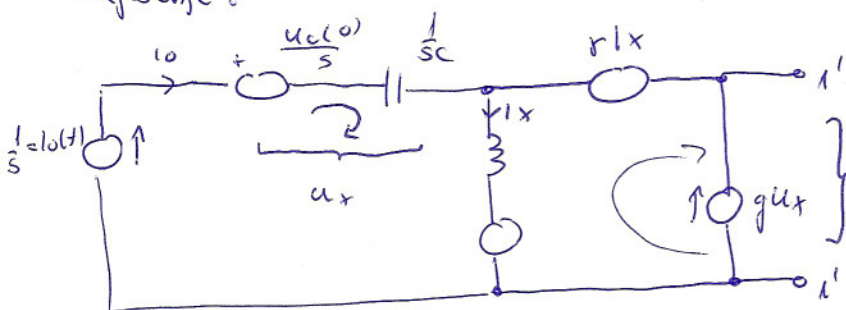 i0
+
uc(0)
s
1
sc
rIx
1'
1/s = i0(t)
Ix
ux
gux
1'